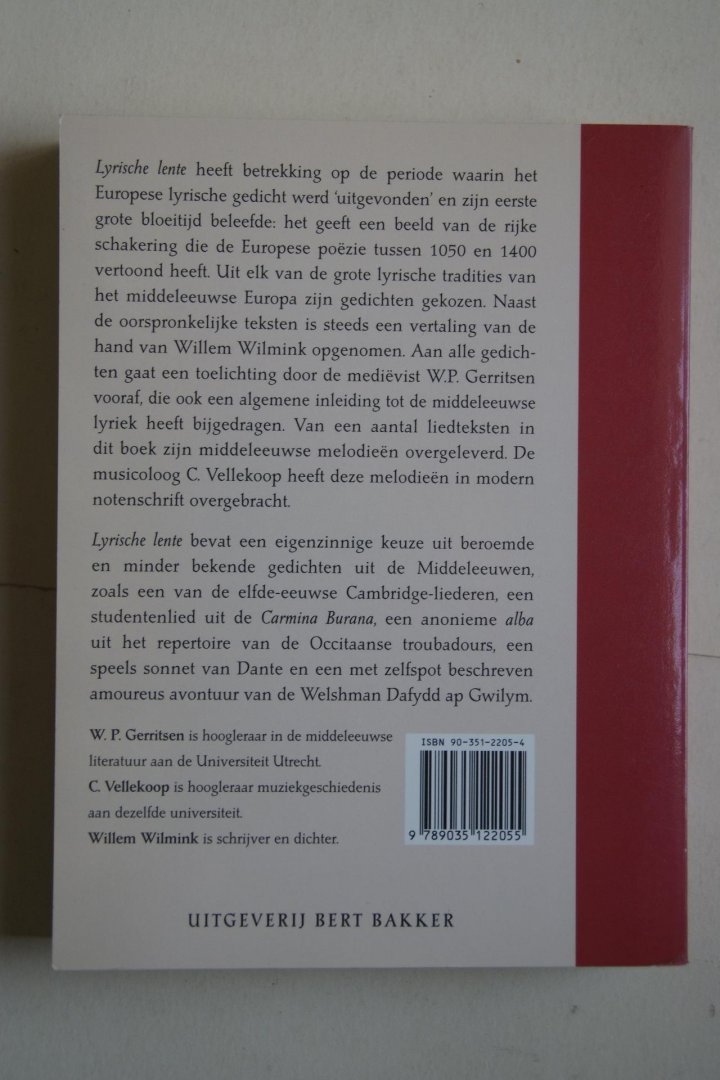 Lyrische lente heeft betrekking op de periode waarin het
Europese lyrische gedicht werd ‘uitgevonden’ en zijn eerste
grote bloeitijd beleefde: het geeft een beeld van de rijke
schakering die de Europese poëzie tussen 1050 en 1400
vertoond heeft. Uit elk van de grote lyrische tradities van
het middeleeuwse Europa zijn gedichten gekozen. Naast
de oorspronkelijke teksten is steeds een vertaling van de
hand van Willem Wilmink opgenomen. Aan alle gedich-
ten gaat een toelichting door de mediëvist W.P. Gerritsen
vooraf, die ook een algemene inleiding tot de middeleeuwse
lyriek heeft bijgedragen. Van een aantal liedteksten in
dit boek zijn middeleeuwse melodieën overgeleverd. De
musicoloog C. Vellekoop heeft deze melodieën in modern
notenschrift overgebracht.
Lyrische lente bevat een eigenzinnige keuze uit beroemde
en minder bekende gedichten uit de Middeleeuwen,
zoals een van de elfde-eeuwse Cambridge-liederen, een
studentenlied uit de Carmina Burana, een anonieme alba
uit het repertoire van de Occitaanse troubadours, een
speels sonnet van Dante en een met zelfspot beschreven
amoureus avontuur van de Welshman Dafydd ap Gwilym.
W. P. Gerritsen is hoogleraar in de middeleeuwse
literatuur aan de Universiteit Utrecht.
C. Vellekoop is hoogleraar muziekgeschiedenis
aan dezelfde universiteit.
Willem Wilmink is schrijver en dichter.
ISBN 90-351-2205-4
9 789035 122055
UITGEVERIJ BERT BAKKER